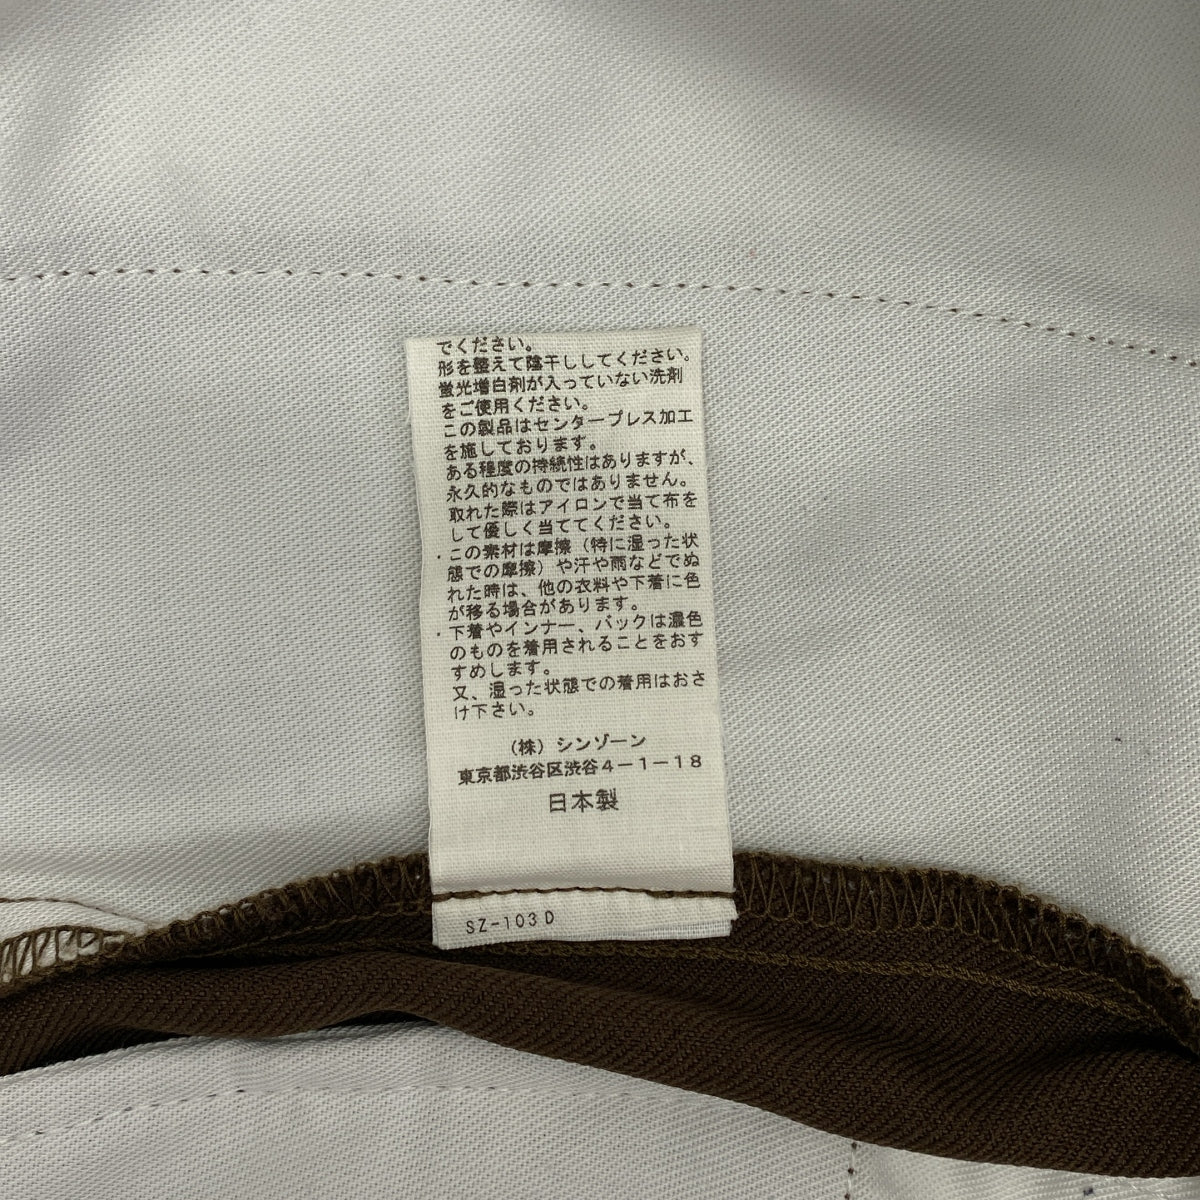 でください。
形を整えて陰干ししてください。
蛍光増白剤が入っていない洗剤
をご使用ください。
この製品はセンタープレス加工
を施しております。
ある程度の持続性はありますが、
永久的なものではありません。
取れた際はアイロンで当て布を
して優しく当ててください。
・この素材は摩擦（特に湿った状
態での摩擦）や汗や雨などでぬ
れた時は、他の衣料や下着に色
が移る場合があります。
・下着やインナー、バックは濃色
のものを着用されることをおす
すめします。
又、湿った状態での着用はおさ
け下さい。
（株）シンゾーン
東京都渋谷区渋谷４－１－１８
日本製
SZ-103 D